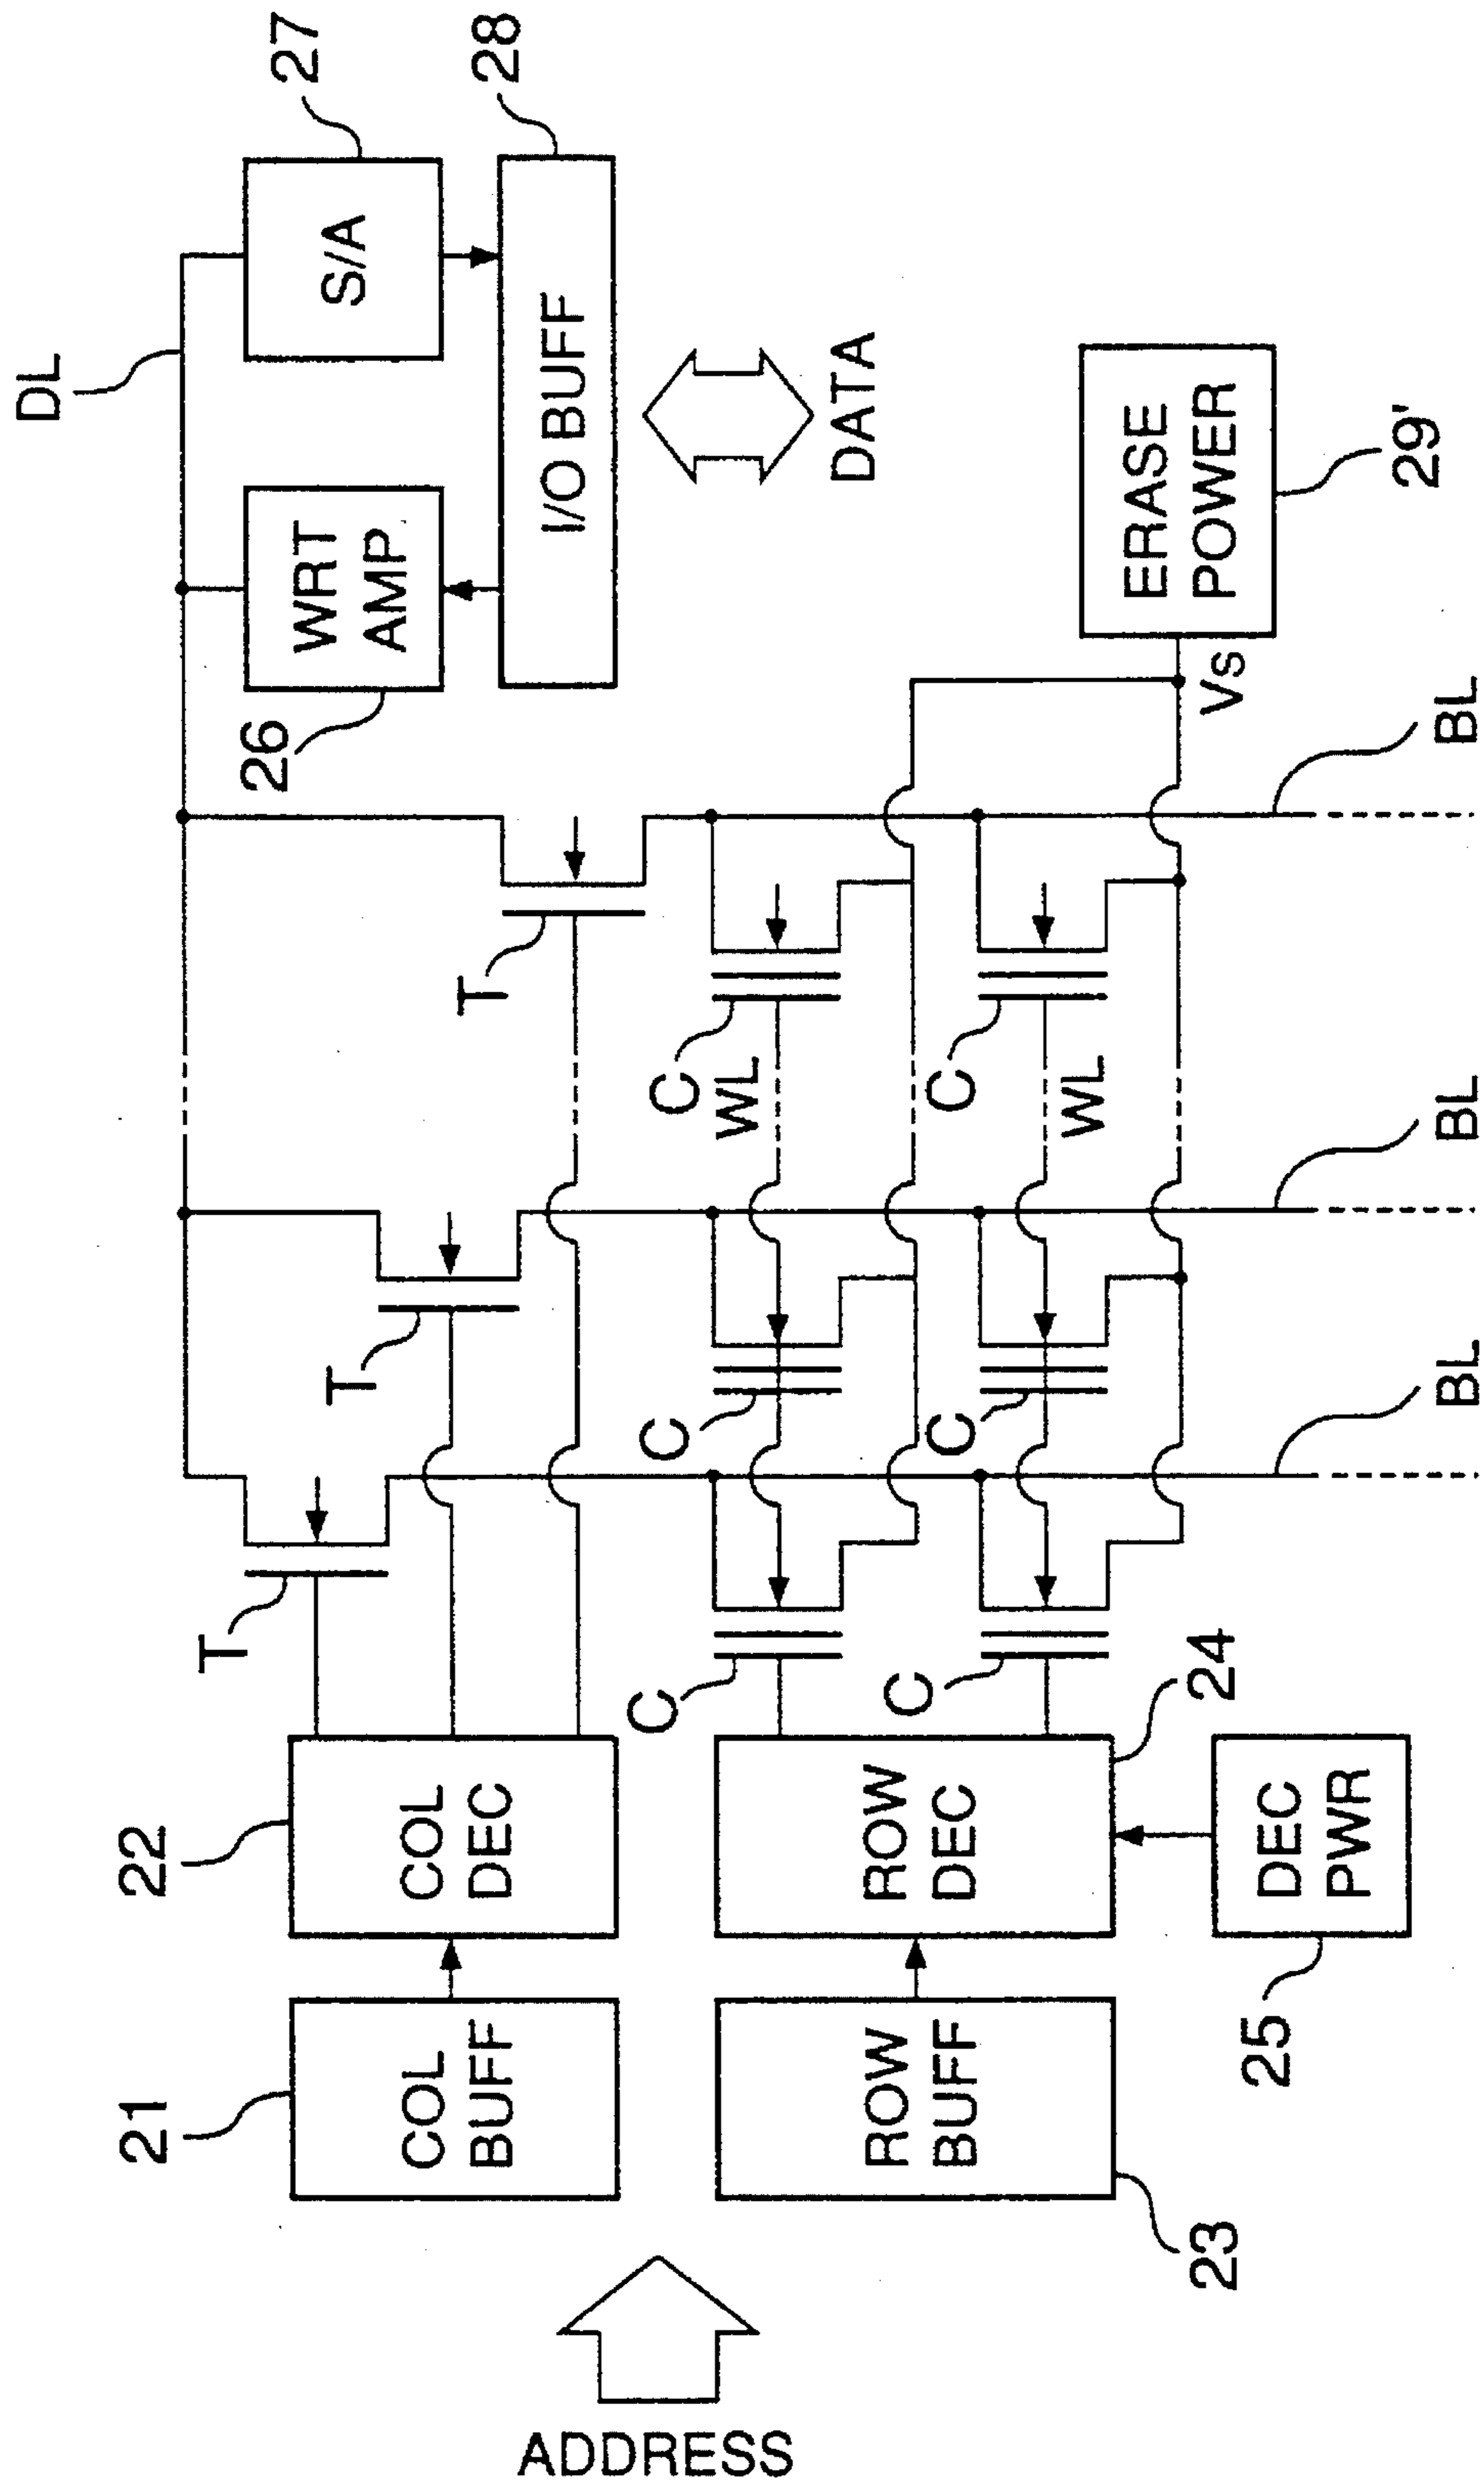 DL
27
S/A
28
WRT
AMP
26
I/O BUFF
DATA
T
T
T
22
COL
DEC
21
COL
BUFF
C
WL
C
C
C
WL
C
C
C
ERASE
POWER
29'
Vs
BL
BL
BL
ROW
DEC
24
ROW
BUFF
23
DEC
PWR
25
ADDRESS